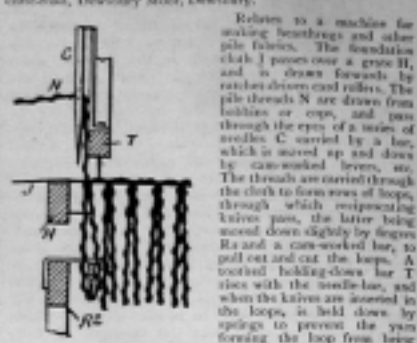 Dewsbury Moor, Dewsbury.
Relates to a machine for
making hearthrugs and other
pile fabrics. The foundation
cloth J passes over a grate H,
and is drawn forwards by
ratchet-driven card rollers. The
pile threads N are drawn from
bobbins or cops, and pass
through the eyes of a series of
needles C carried by a bar,
which is moved up and down
by cam-worked levers, etc.
The threads are carried through
the cloth to form rows of loops,
through which reciprocating
knives pass, the latter being
moved down slightly by fingers
R2 and a cam-worked bar, to
pull out and cut the loops. A
toothed holding-down bar T
rises with the needle-bar, and
when the knives are inserted in
the loops, is held down by
springs to prevent the yarn
forming the loop from being
C
N
T
J
H
R2